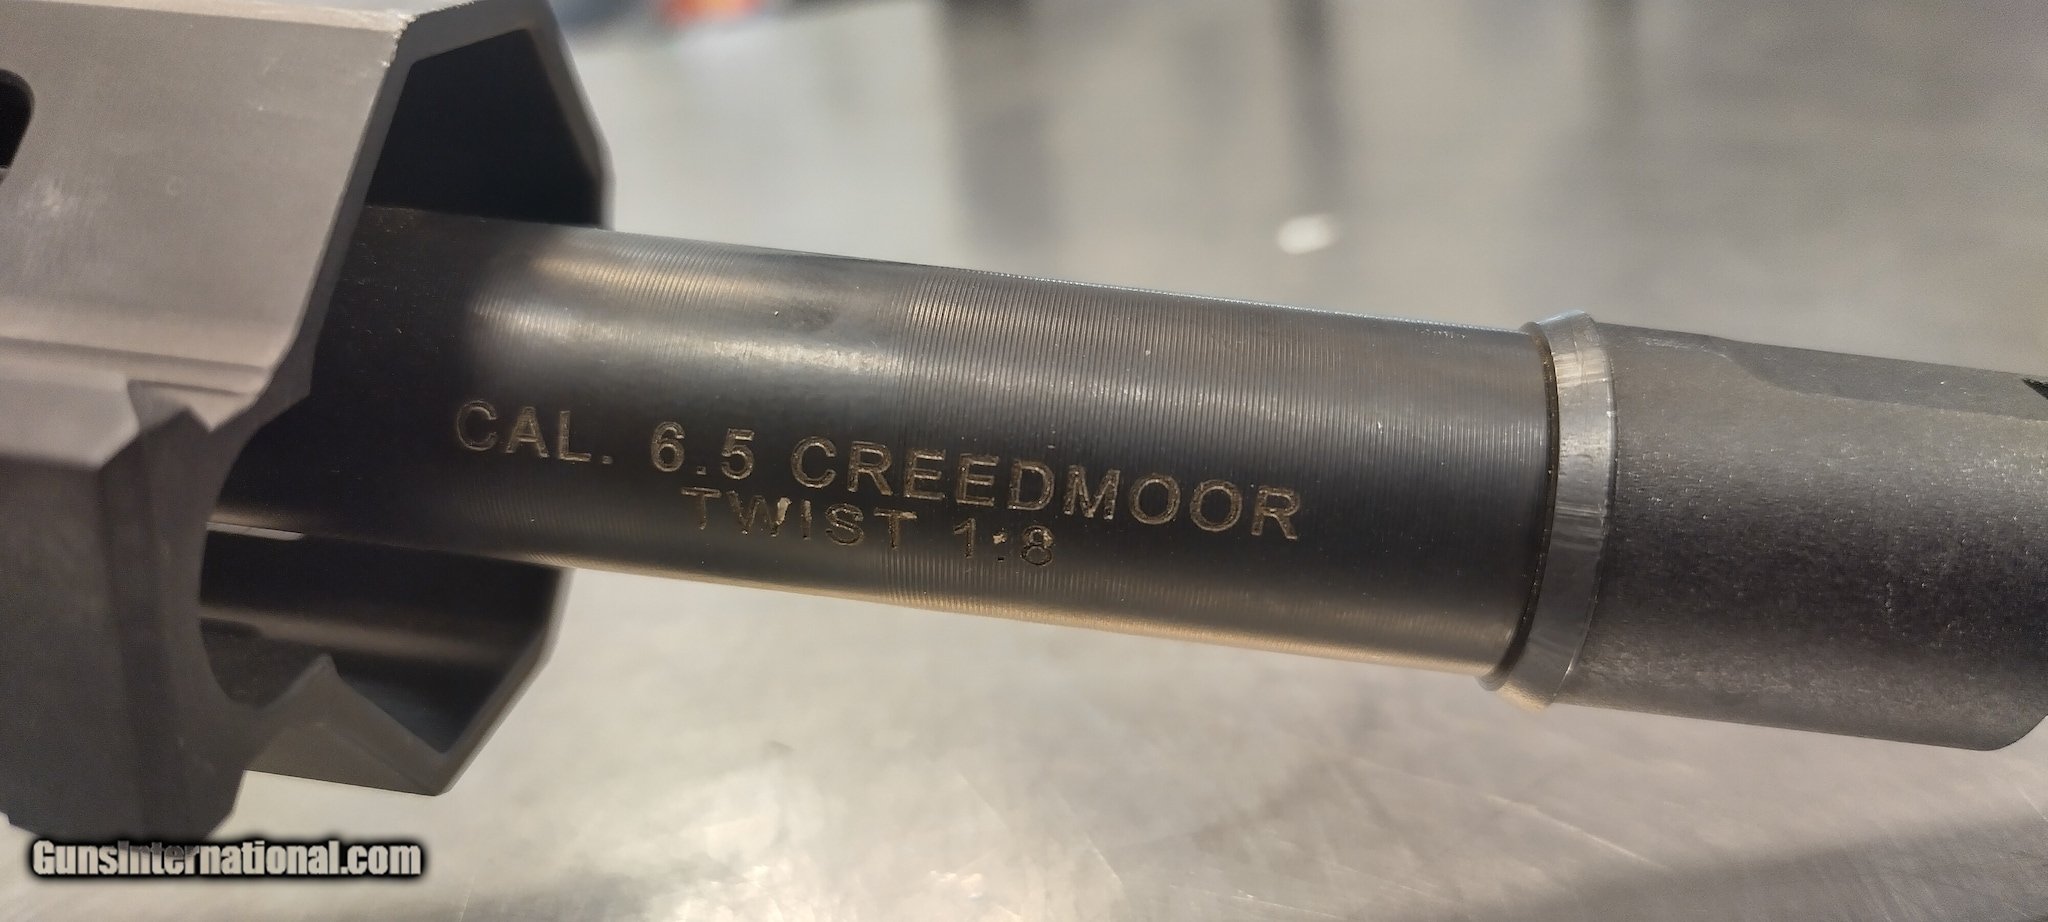 CAL. 6.5 CREEDMOOR
TWIST 1:8
GunsInternational.com